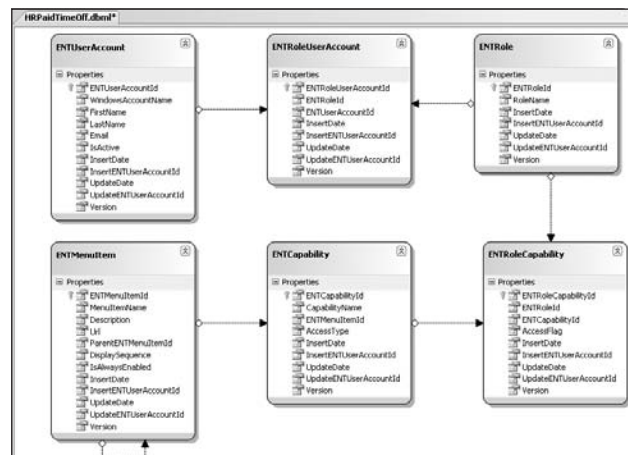 HRPaidTimeOff.dbml*
ENTUserAccount
Properties
ENTUserAccountId
WindowsAccountName
FirstName
LastName
Email
IsActive
InsertDate
InsertENTUserAccountId
UpdateDate
UpdateENTUserAccountId
Version
ENTRoleUserAccount
Properties
ENTRoleUserAccountId
ENTRoleId
ENTUserAccountId
InsertDate
InsertENTUserAccountId
UpdateDate
UpdateENTUserAccountId
Version
ENTRole
Properties
ENTRoleId
RoleName
InsertDate
InsertENTUserAccountId
UpdateDate
UpdateENTUserAccountId
Version
ENTMenuItem
Properties
ENTMenuItemId
MenuItemName
Description
Url
ParentENTMenuItemId
DisplaySequence
IsAlwaysEnabled
InsertDate
InsertENTUserAccountId
UpdateDate
UpdateENTUserAccountId
Version
ENTCapability
Properties
ENTCapabilityId
CapabilityName
ENTMenuItemId
AccessType
InsertDate
InsertENTUserAccountId
UpdateDate
UpdateENTUserAccountId
Version
ENTRoleCapability
Properties
ENTRoleCapabilityId
ENTRoleId
ENTCapabilityId
AccessFlag
InsertDate
InsertENTUserAccountId
UpdateDate
UpdateENTUserAccountId
Version